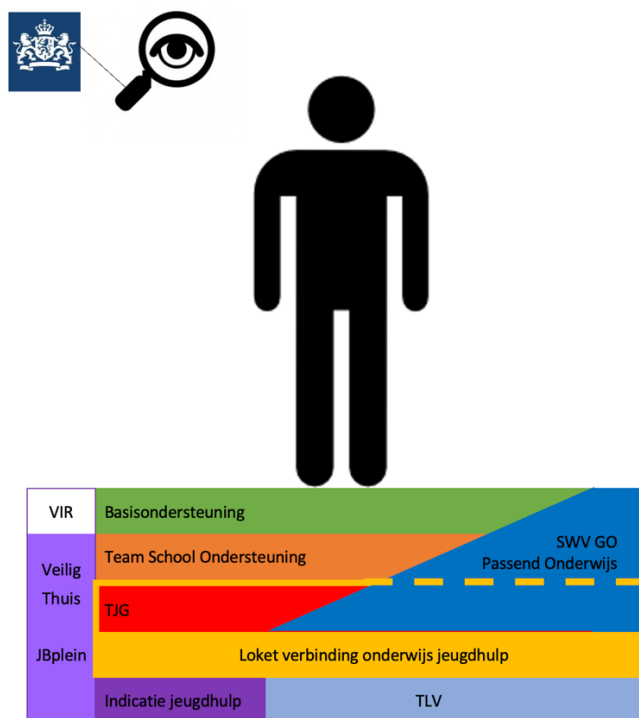 VIR
Basisondersteuning
Veilig
Thuis
Team School Ondersteuning
SWV GO
Passend Onderwijs
TJG
JBplein
Loket verbinding onderwijs jeugdhulp
Indicatie jeugdhulp
TLV